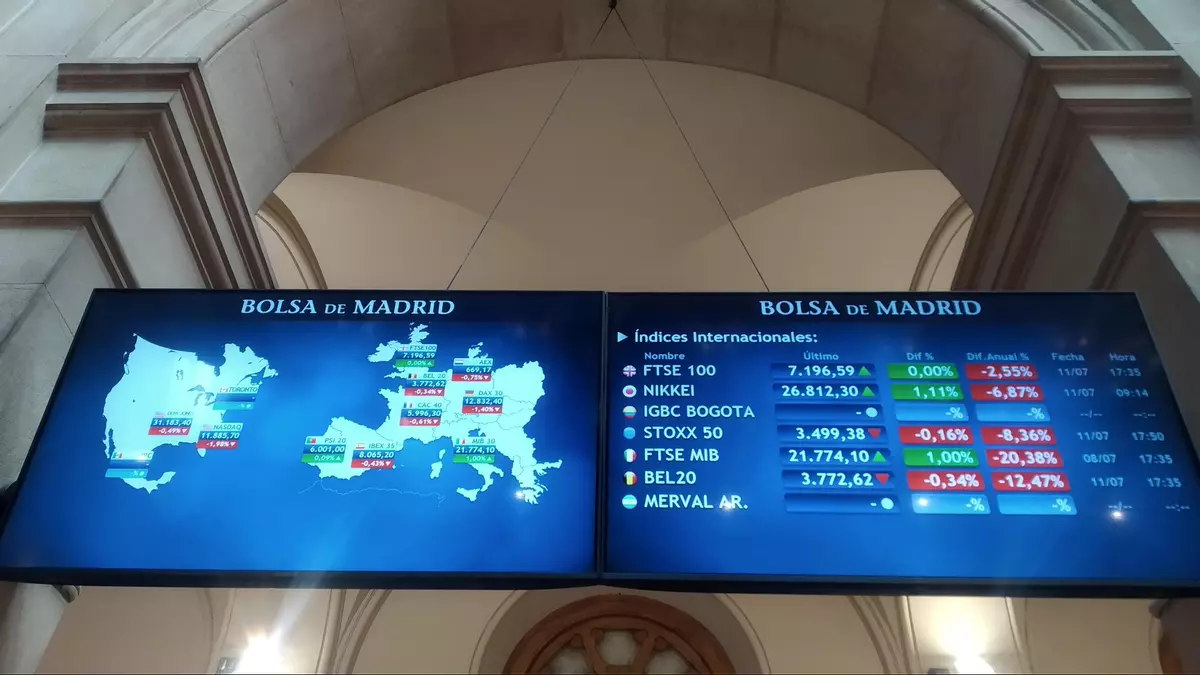 BOLSA DE MADRID
FTSE100
7.196,59
0,00%
AEX
669,17
-0,75%
BEL 20
3.772,62
-0,34%
DAX 30
12.832,40
-1,40%
TORONTO
CAC 40
5.996,30
-0,61%
DOW JONES
31.183,40
-0,49%
NASDAQ
11.885,70
-1,98%
PSI 20
6.001,00
0,09%
IBEX 35
8.065,20
-0,43%
MIB 30
21.774,10
1,00%
BOLSA DE MADRID
Índices Internacionales:
Nombre Último Dif % Dif.Anual % Fecha Hora
FTSE 100 7.196,59 0,00% -2,55% 11/07 17:35
NIKKEI 26.812,30 1,11% -6,87% 11/07 09:14
IGBC BOGOTA - -% -% --/-- --:--
STOXX 50 3.499,38 -0,16% -8,36% 11/07 17:50
FTSE MIB 21.774,10 1,00% -20,38% 08/07 17:35
BEL20 3.772,62 -0,34% -12,47% 11/07 17:35
MERVAL AR. - -% -% --/-- --:--